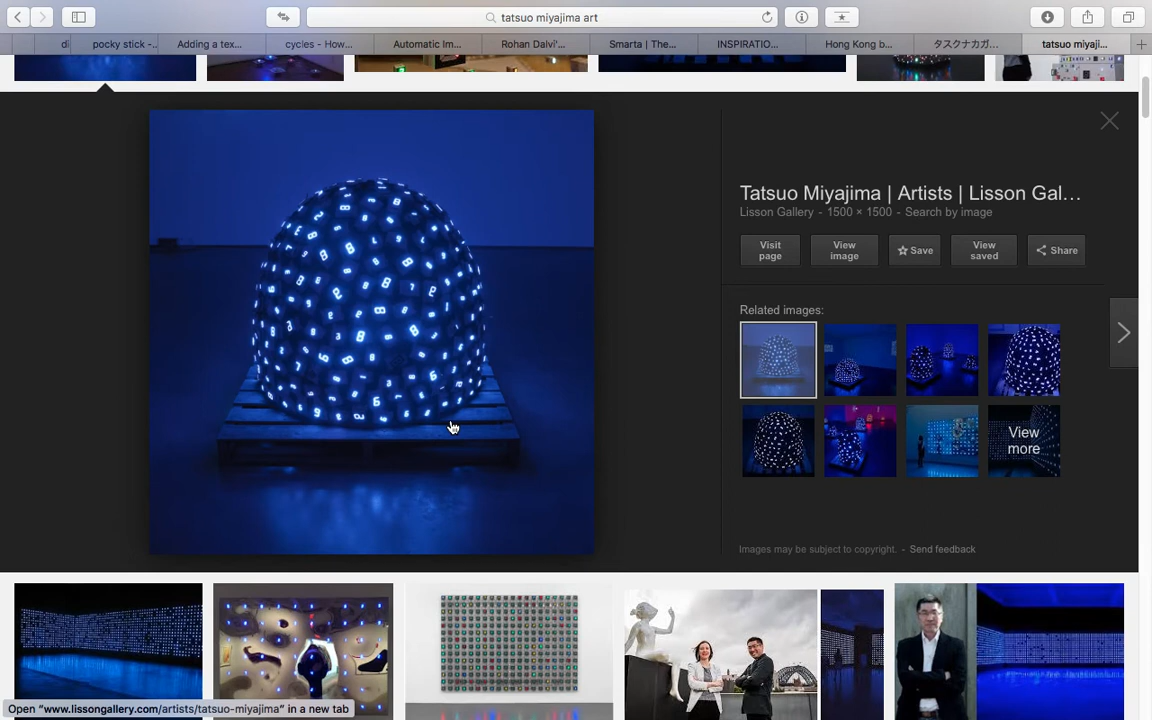 tatsuo miyajima art
di
pocky stick -...
Adding a tex...
cycles - How...
Automatic Im...
Rohan Dalvi'...
Smarta | The...
INSPIRATIO...
Hong Kong b...
タスクナカガ...
tatsuo miyaji...
Tatsuo Miyajima | Artists | Lisson Gal...
Lisson Gallery - 1500 × 1500 - Search by image
Visit page
View image
Save
View saved
Share
Related images:
View more
Images may be subject to copyright. - Send feedback
Open “www.lissongallery.com/artists/tatsuo-miyajima” in a new tab